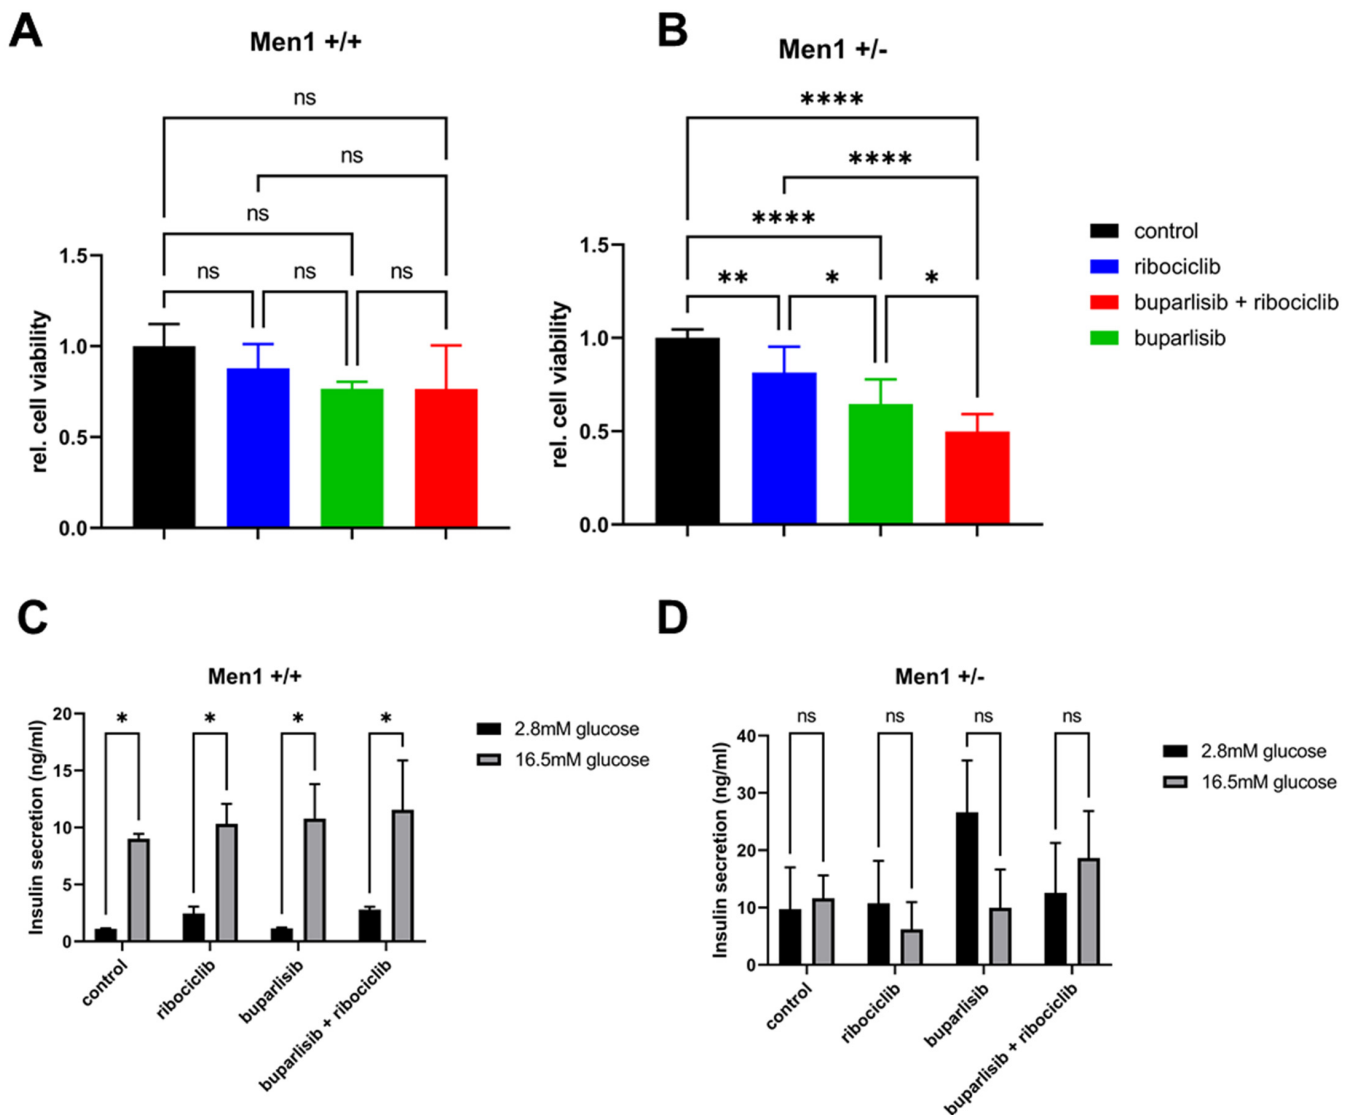 A
Men1 +/+
ns
ns
ns
ns
ns
ns
1.5
1.0
0.5
0.0
rel. cell viability
B
Men1 +/-
****
****
****
**
*
*
1.5
1.0
0.5
0.0
rel. cell viability
control
ribociclib
buparlisib + ribociclib
buparlisib
C
Men1 +/+
*
*
*
*
20
15
10
5
0
Insulin secretion (ng/ml)
control
ribociclib
buparlisib
buparlisib + ribociclib
2.8mM glucose
16.5mM glucose
D
Men1 +/-
ns
ns
ns
ns
40
30
20
10
0
Insulin secretion (ng/ml)
control
ribociclib
buparlisib
buparlisib + ribociclib
2.8mM glucose
16.5mM glucose